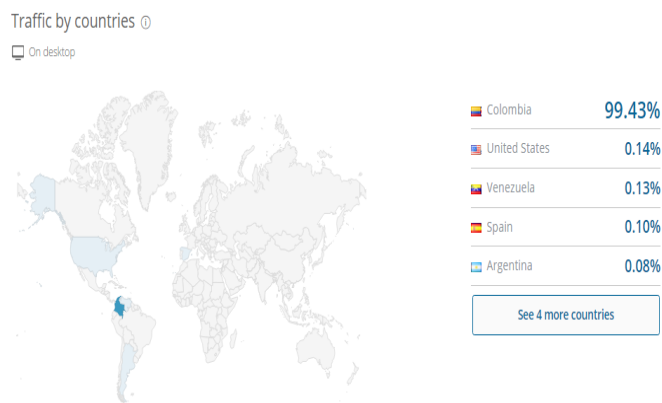 Traffic by countries
On desktop
Colombia 99.43%
United States 0.14%
Venezuela 0.13%
Spain 0.10%
Argentina 0.08%
See 4 more countries